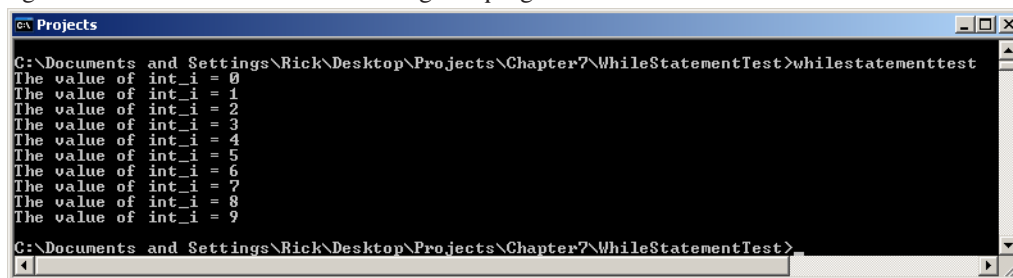 Projects
C:\Documents and Settings\Rick\Desktop\Projects\Chapter7\WhileStatementTest>whilestatementtest
The value of int_i = 0
The value of int_i = 1
The value of int_i = 2
The value of int_i = 3
The value of int_i = 4
The value of int_i = 5
The value of int_i = 6
The value of int_i = 7
The value of int_i = 8
The value of int_i = 9
C:\Documents and Settings\Rick\Desktop\Projects\Chapter7\WhileStatementTest>_